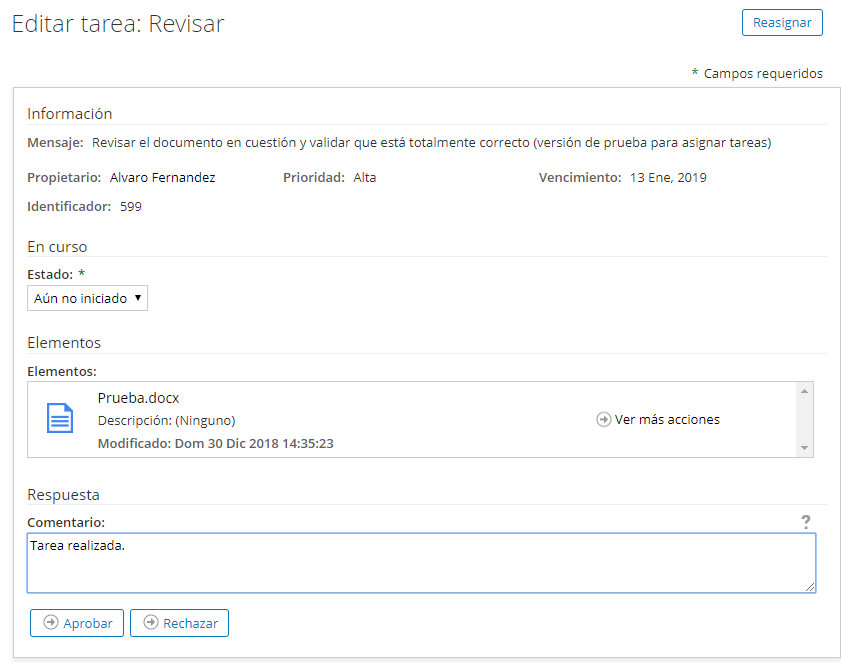 Editar tarea: Revisar
Reasignar
* Campos requeridos
Información
Mensaje: Revisar el documento en cuestión y validar que está totalmente correcto (versión de prueba para asignar tareas)
Propietario: Alvaro Fernandez Prioridad: Alta Vencimiento: 13 Ene, 2019
Identificador: 599
En curso
Estado: *
Aún no iniciado
Elementos
Elementos:
Prueba.docx
Descripción: (Ninguno)
Ver más acciones
Modificado: Dom 30 Dic 2018 14:35:23
Respuesta
Comentario: ?
Tarea realizada.
Aprobar Rechazar